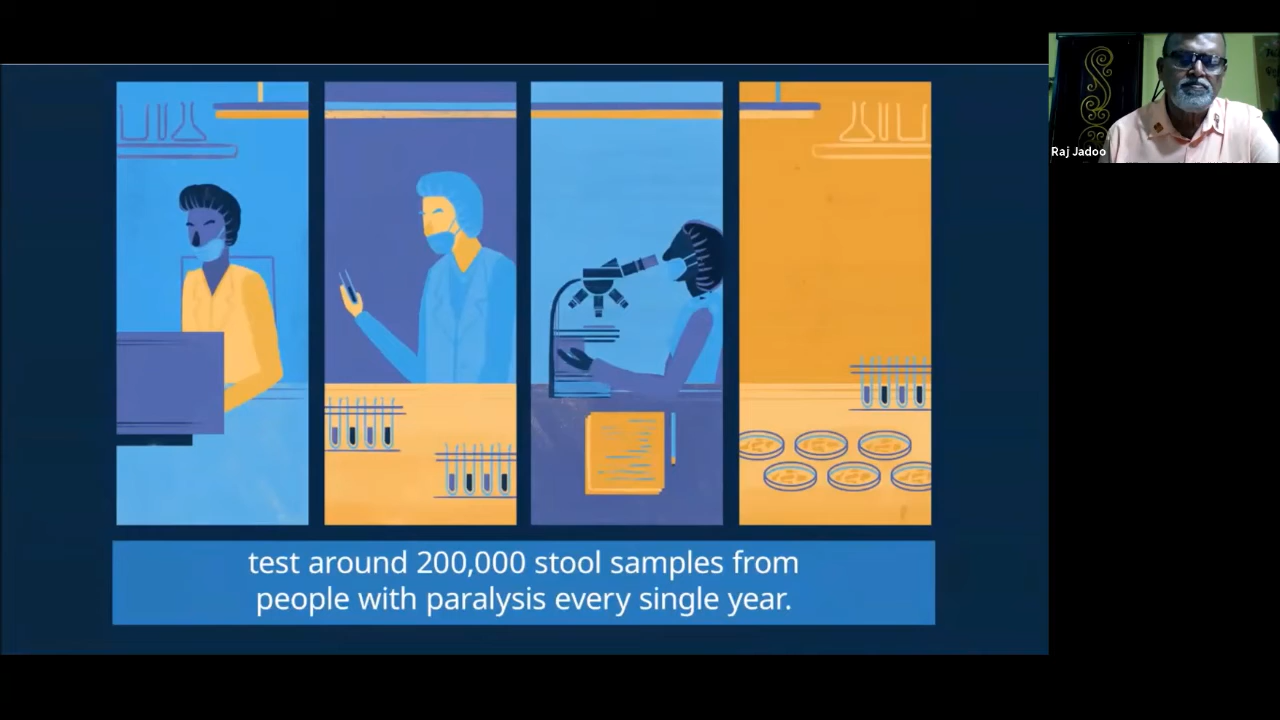 test around 200,000 stool samples from
people with paralysis every single year.
Raj Jadoo